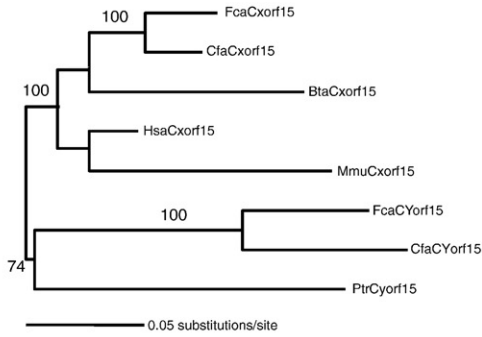 100
FcaCxorf15
CfaCxorf15
100
BtaCxorf15
HsaCxorf15
MmuCxorf15
100
FcaCYorf15
CfaCYorf15
74
PtrCyorf15
0.05 substitutions/site